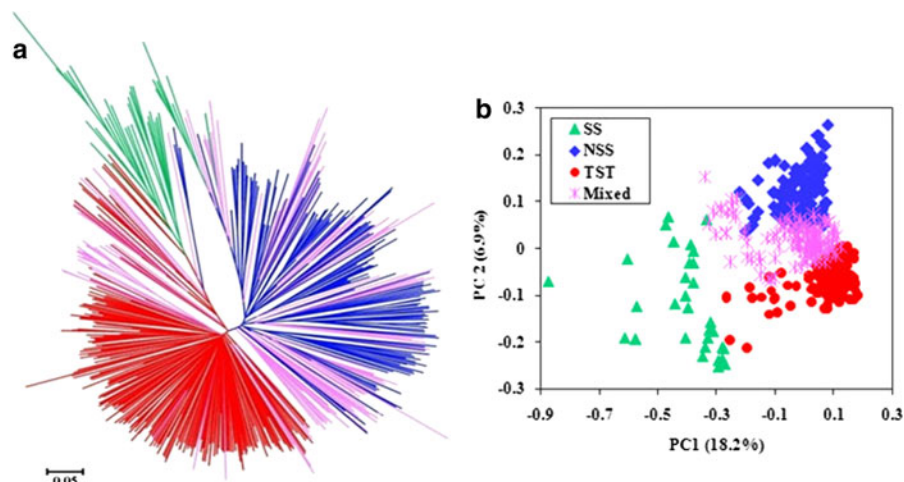 a
0.05
b
SS
NSS
TST
Mixed
0.3
0.2
0.1
0
-0.1
-0.2
-0.3
PC 2 (6.9%)
-0.9
-0.7
-0.5
-0.3
-0.1
0.1
0.3
PC1 (18.2%)